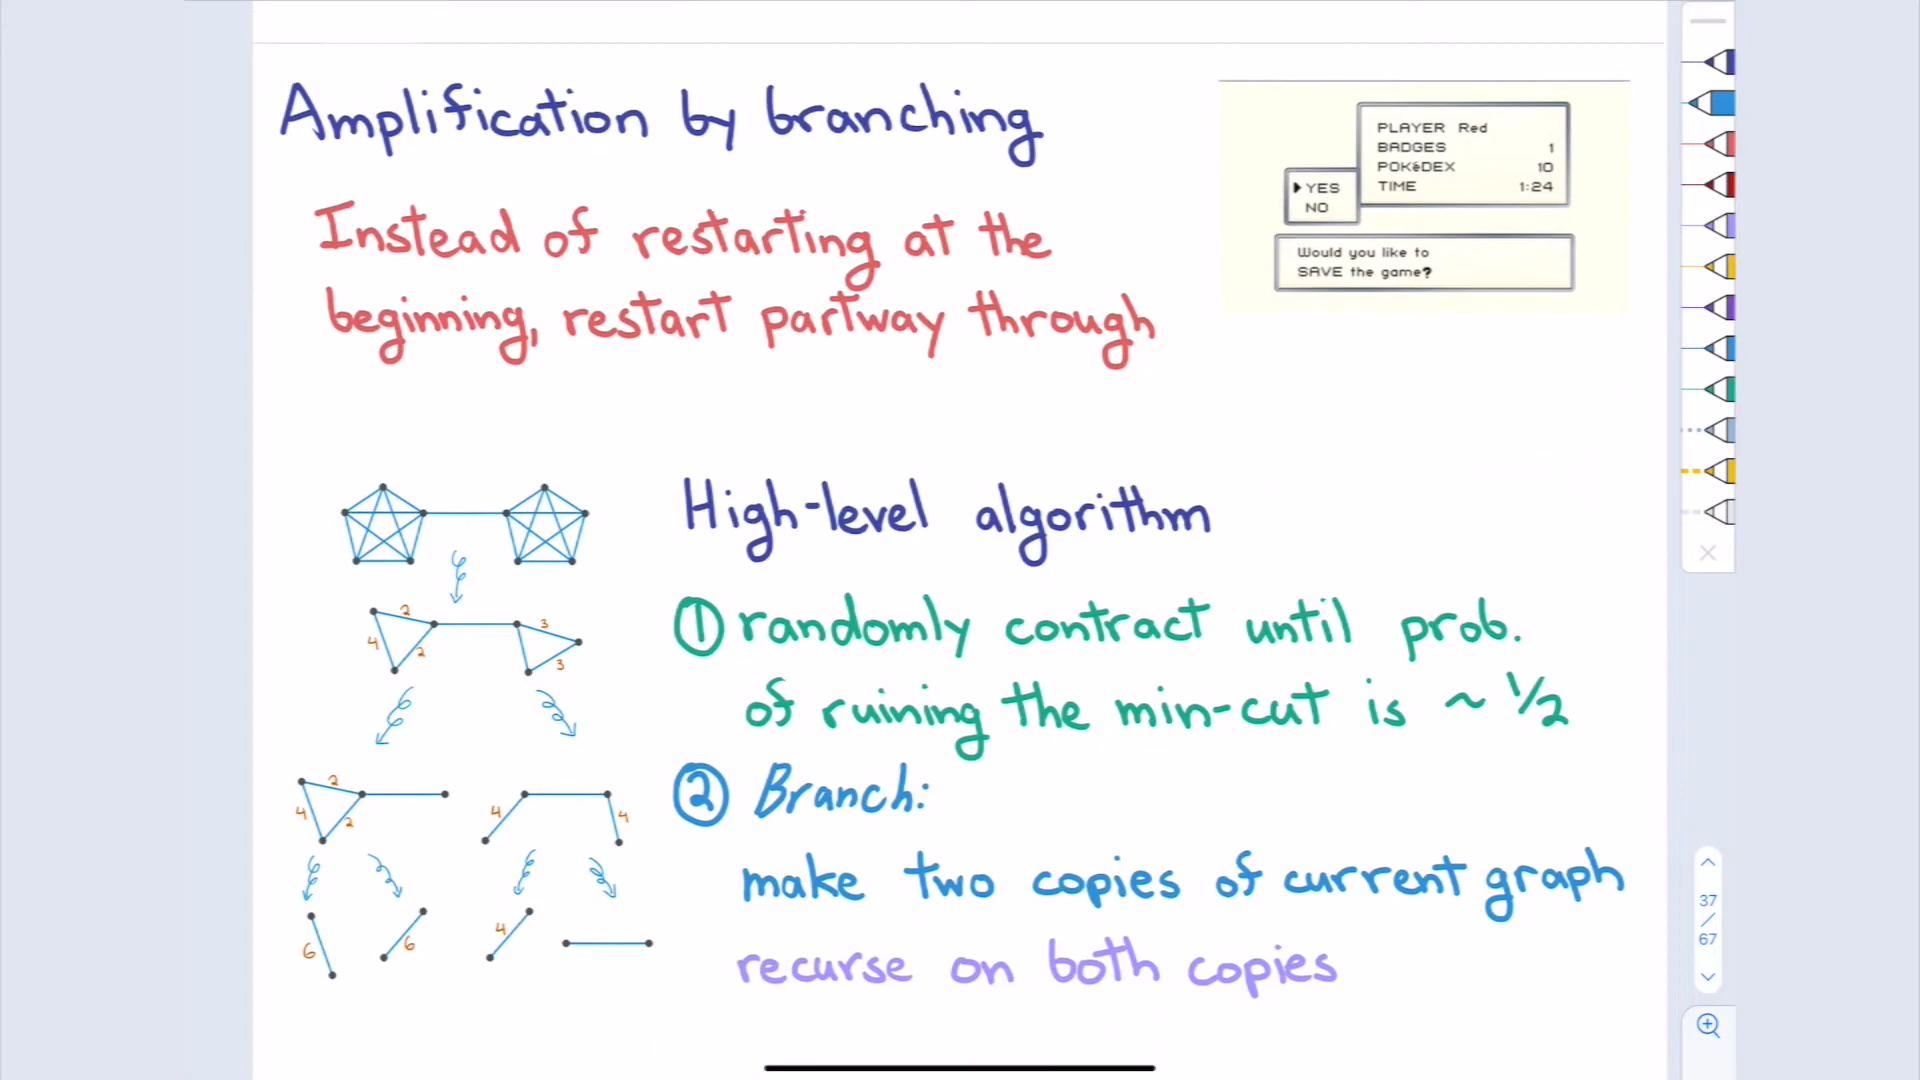 Amplification by branching
PLAYER Red
BADGES 1
POKéDEX 10
TIME 1:24
▶YES
NO
Would you like to
SAVE the game?
Instead of restarting at the
beginning, restart partway through
High-level algorithm
① randomly contract until prob.
of ruining the min-cut is ~ 1/2
② Branch:
make two copies of current graph
recurse on both copies
2
4
2
3
3
2
4
2
4
4
6
6
4
37
/
67